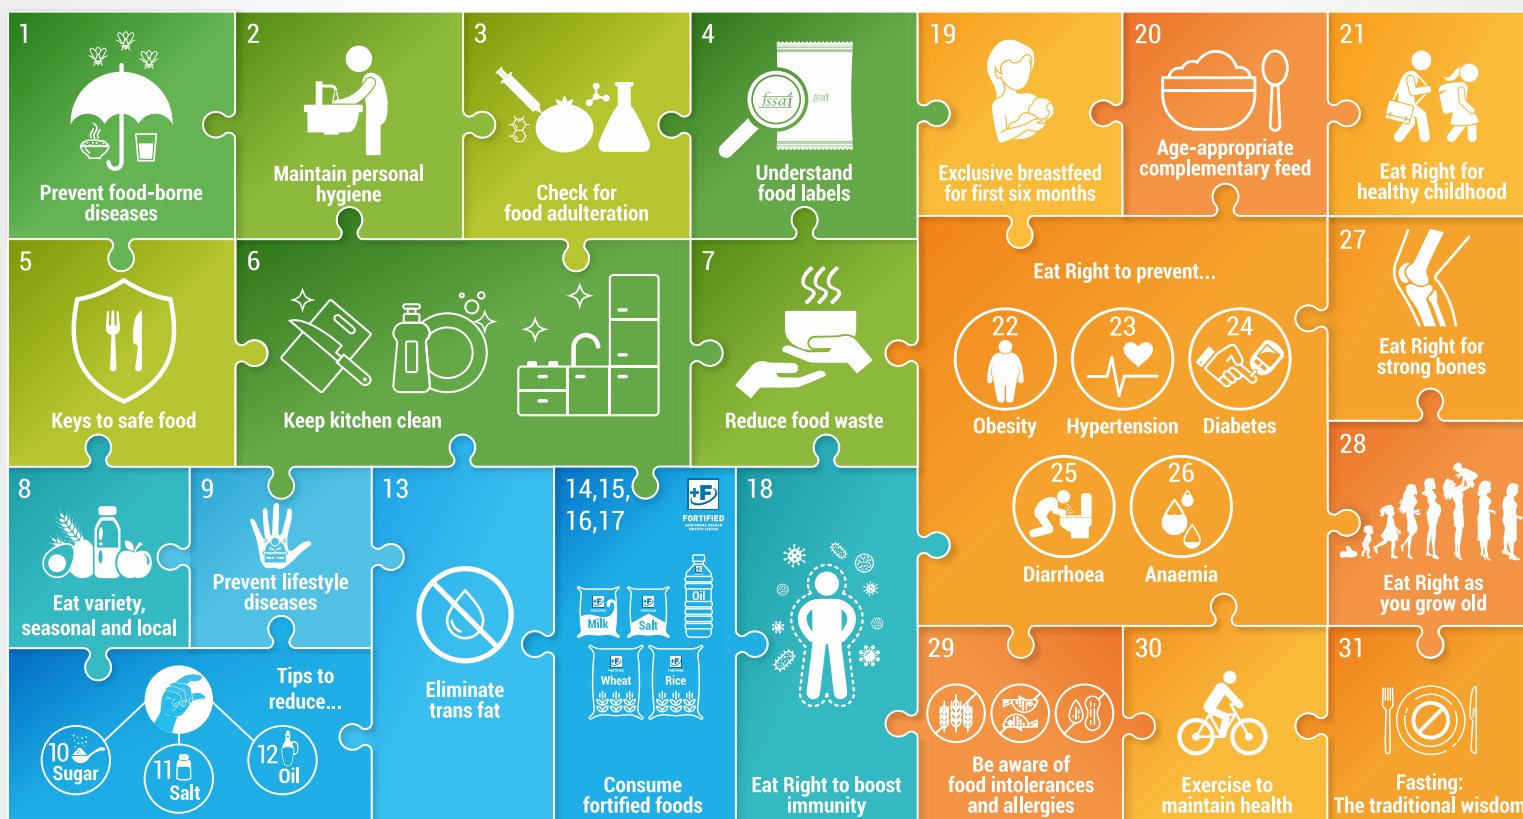 1
Prevent food-borne
diseases
2
Maintain personal
hygiene
3
Check for
food adulteration
4
fssai
fssai
Understand
food labels
5
Keys to safe food
6
Keep kitchen clean
7
Reduce food waste
8
Eat variety,
seasonal and local
9
Prevent lifestyle
diseases
Tips to
reduce...
10
Sugar
11
Salt
12
Oil
13
Eliminate
trans fat
14,15,
16,17
+F
FORTIFIED
SAMPOORNA POSHAN
SWASTH JEEVAN
+F
Milk
+F
Salt
Oil
+F
Wheat
+F
Rice
Consume
fortified foods
18
Eat Right to boost
immunity
19
Exclusive breastfeed
for first six months
20
Age-appropriate
complementary feed
21
Eat Right for
healthy childhood
Eat Right to prevent...
22
Obesity
23
Hypertension
24
Diabetes
25
Diarrhoea
26
Anaemia
27
Eat Right for
strong bones
28
Eat Right as
you grow old
29
Be aware of
food intolerances
and allergies
30
Exercise to
maintain health
31
Fasting:
The traditional wisdom